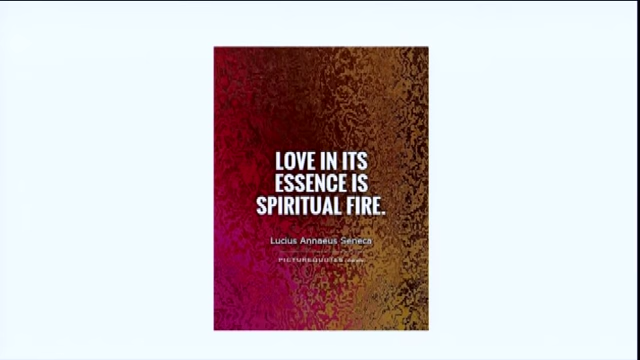 LOVE IN ITS
ESSENCE IS
SPIRITUAL FIRE.
Lucius Annaeus Seneca
PICTUREQUOTES